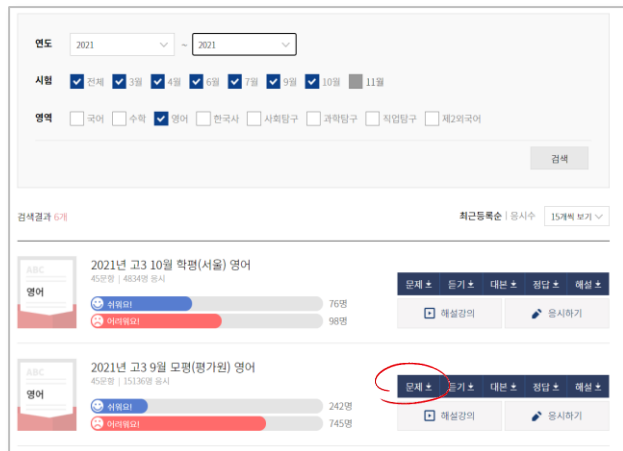 연도 2021 ~ 2021
시험 전체 3월 4월 6월 7월 9월 10월 11월
영역 국어 수학 영어 한국사 사회탐구 과학탐구 직업탐구 제2외국어
검색
검색결과 6개 최근등록순 | 응시수 15개씩 보기
ABC
영어
2021년 고3 10월 학평(서울) 영어
45문항 | 4834명 응시
쉬워요! 76명
어려워요! 98명
문제 듣기 대본 정답 해설
해설강의 응시하기
ABC
영어
2021년 고3 9월 모평(평가원) 영어
45문항 | 15136명 응시
쉬워요! 242명
어려워요! 745명
문제 듣기 대본 정답 해설
해설강의 응시하기